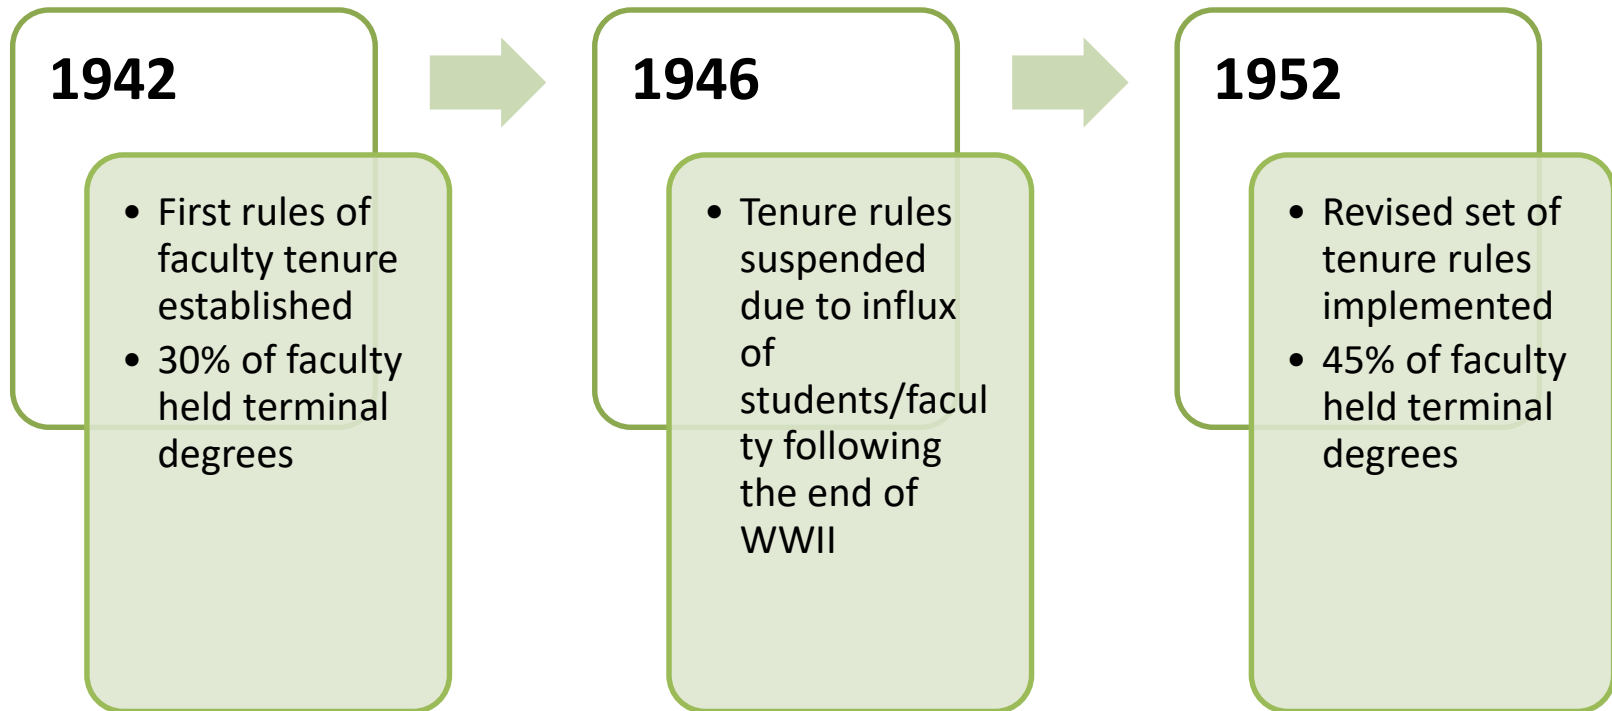 1942
• First rules of
faculty tenure
established
• 30% of faculty
held terminal
degrees
1946
• Tenure rules
suspended
due to influx
of
students/facul
ty following
the end of
WWII
1952
• Revised set of
tenure rules
implemented
• 45% of faculty
held terminal
degrees